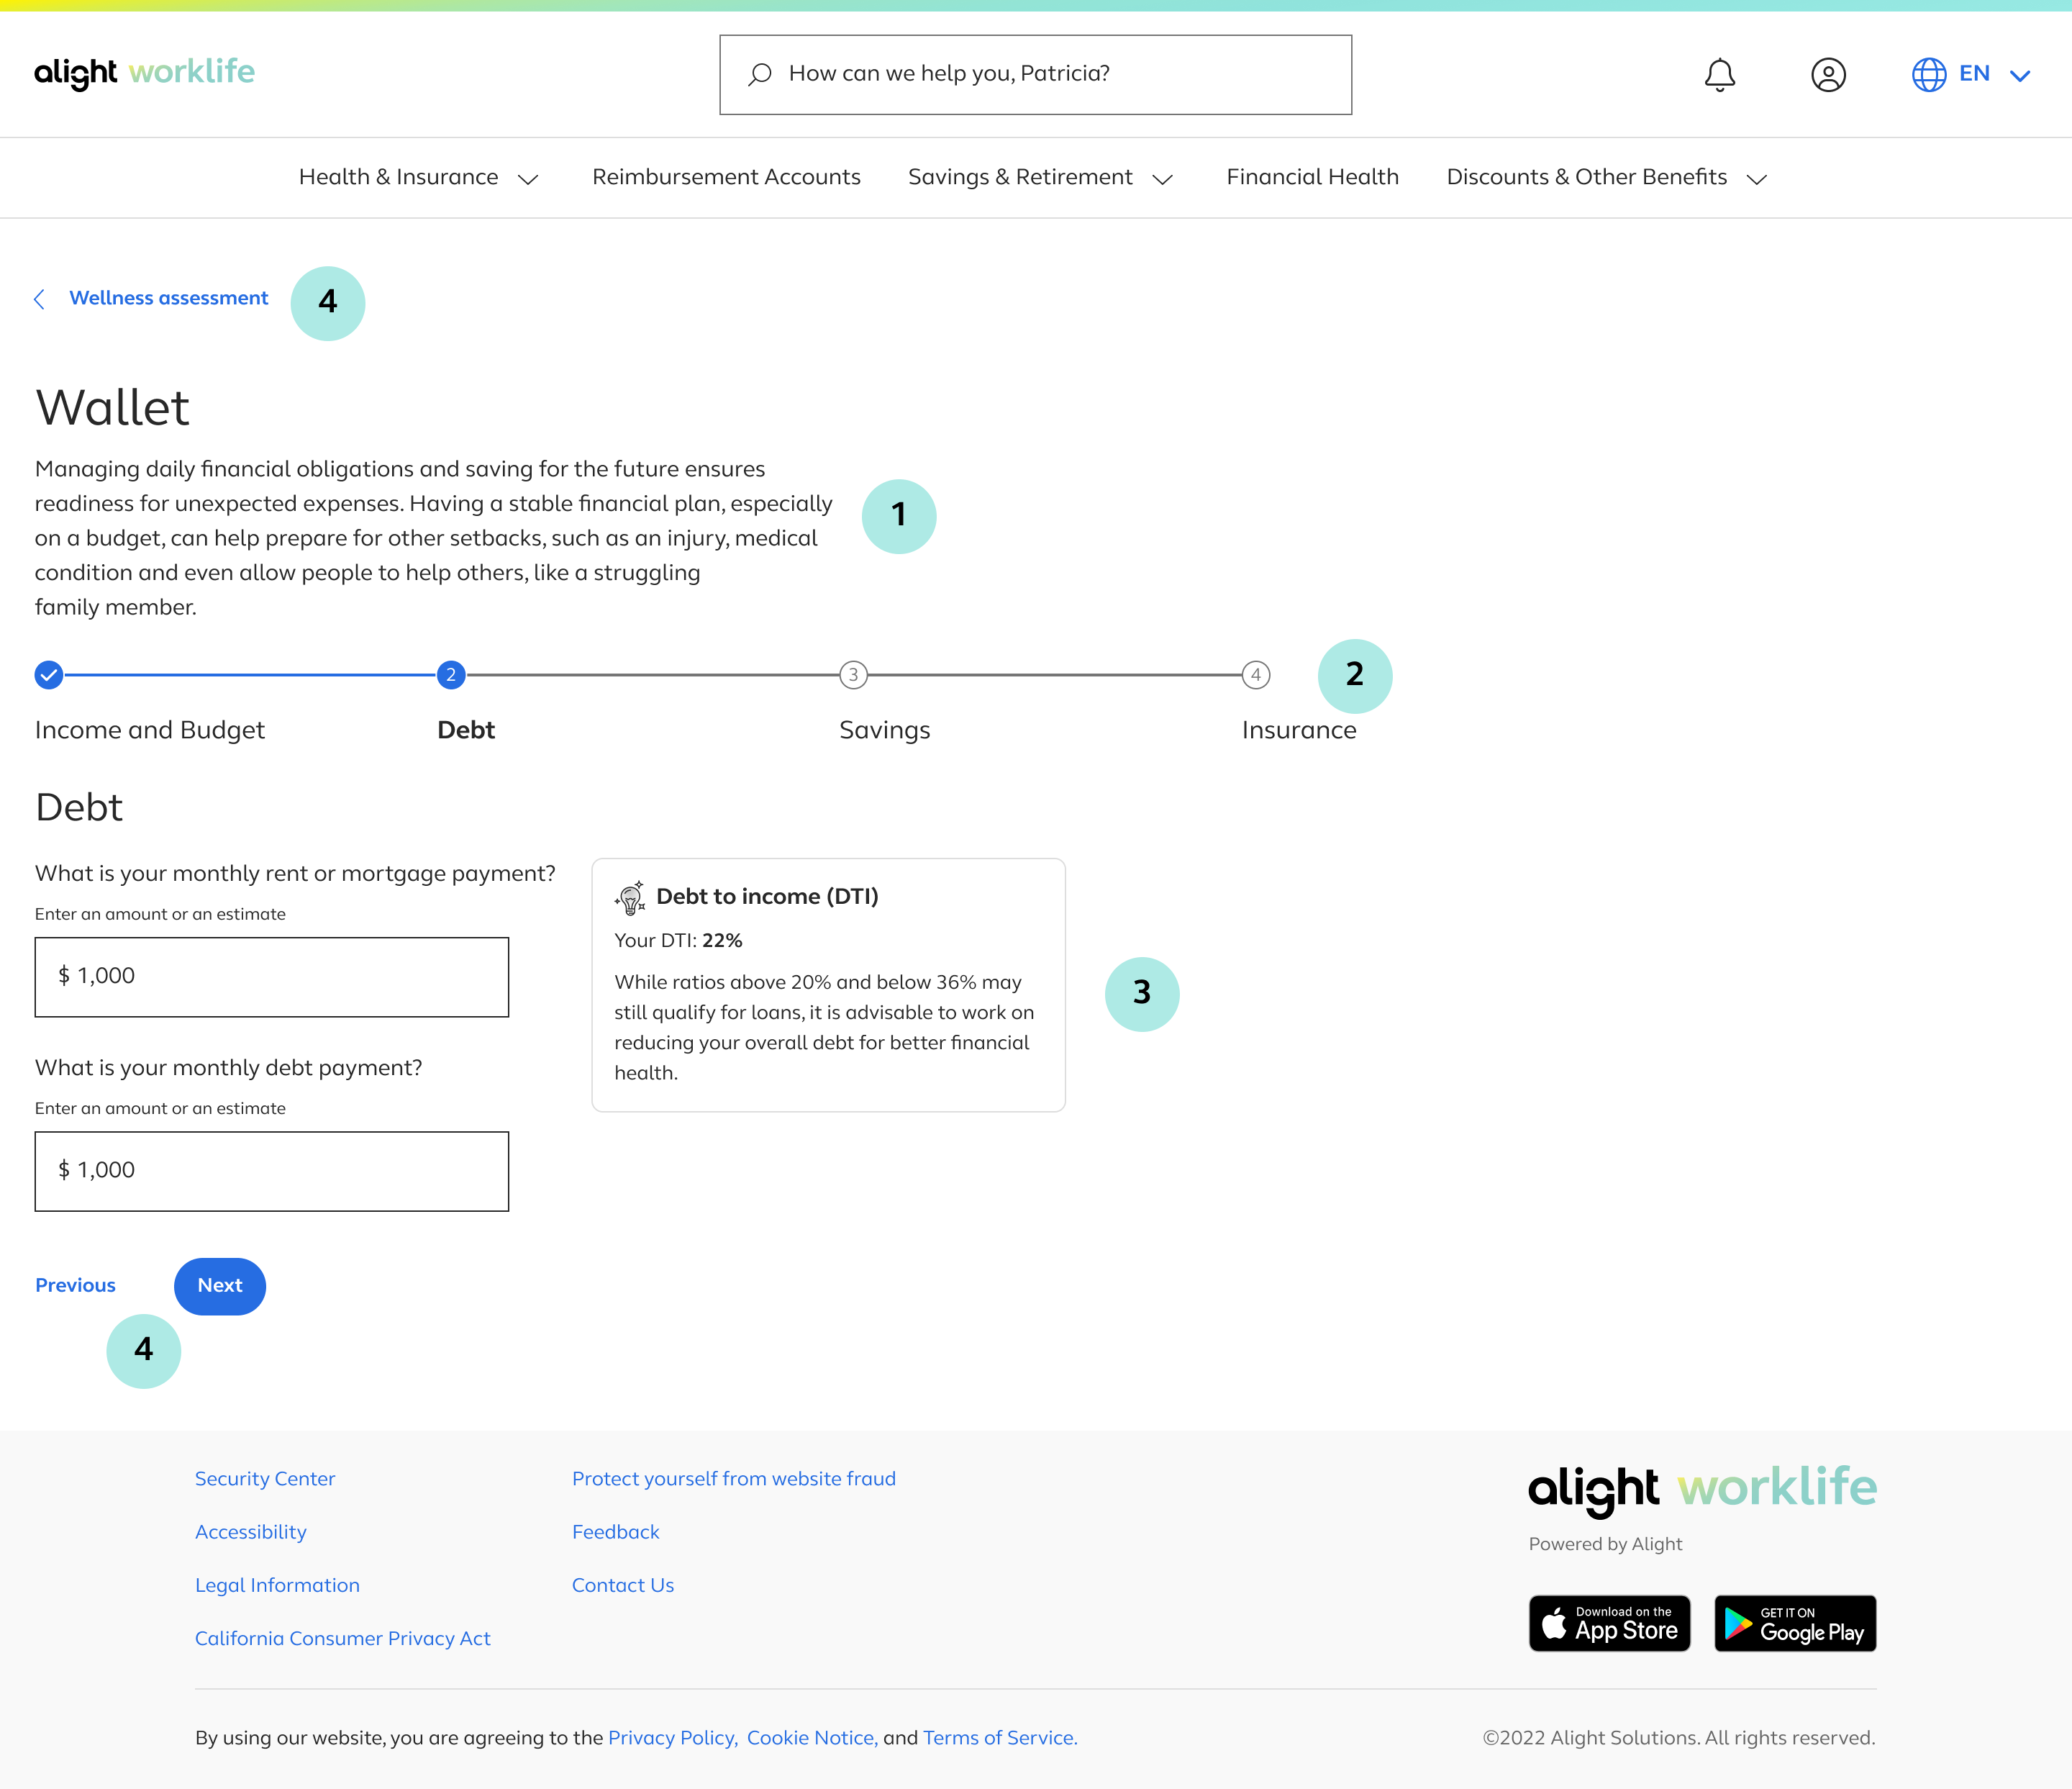 alight worklife
How can we help you, Patricia?
EN
Health & Insurance
Reimbursement Accounts
Savings & Retirement
Financial Health
Discounts & Other Benefits
Wellness assessment
4
Wallet
Managing daily financial obligations and saving for the future ensures
readiness for unexpected expenses. Having a stable financial plan, especially
on a budget, can help prepare for other setbacks, such as an injury, medical
condition and even allow people to help others, like a struggling
family member.
1
2
3
4
2
Income and Budget
Debt
Savings
Insurance
Debt
What is your monthly rent or mortgage payment?
Enter an amount or an estimate
$ 1,000
What is your monthly debt payment?
Enter an amount or an estimate
$ 1,000
Debt to income (DTI)
Your DTI: 22%
While ratios above 20% and below 36% may
still qualify for loans, it is advisable to work on
reducing your overall debt for better financial
health.
3
Previous
Next
4
Security Center
Accessibility
Legal Information
California Consumer Privacy Act
Protect yourself from website fraud
Feedback
Contact Us
alight worklife
Powered by Alight
Download on the
App Store
GET IT ON
Google Play
By using our website, you are agreeing to the Privacy Policy, Cookie Notice, and Terms of Service.
©2022 Alight Solutions. All rights reserved.